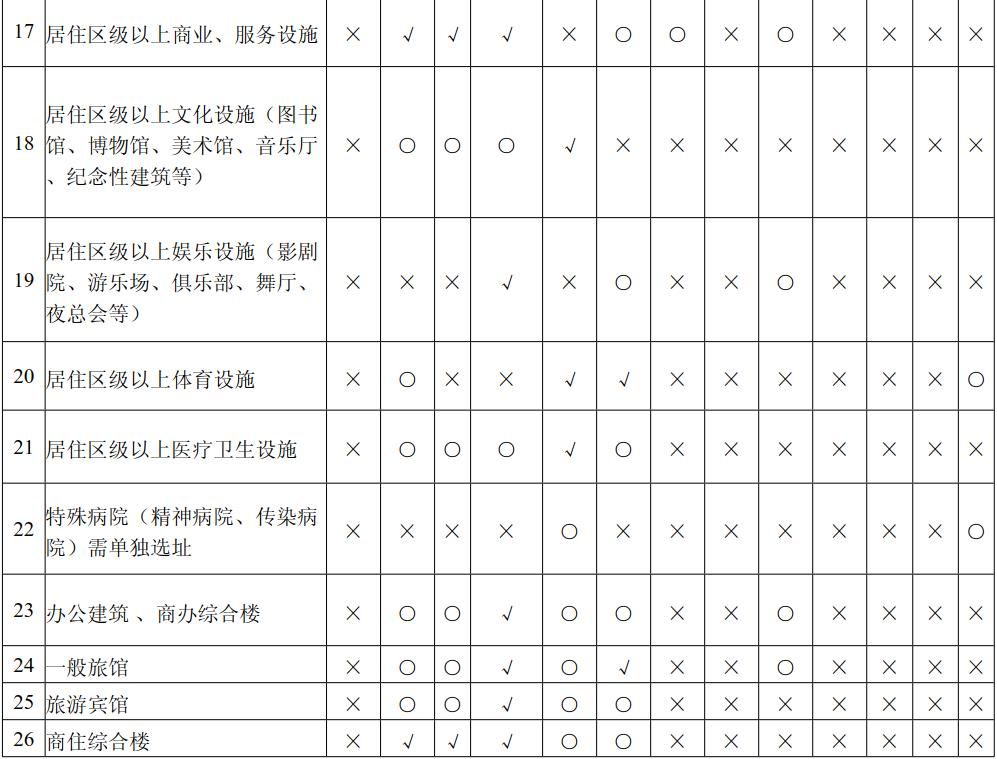 17 居住区级以上商业、服务设施 × √ √ √ × ○ ○ × ○ × × × ×
居住区级以上文化设施（图书
18 馆、博物馆、美术馆、音乐厅 × ○ ○ ○ √ × × × × × × × ×
、纪念性建筑等）
居住区级以上娱乐设施（影剧
19 院、游乐场、俱乐部、舞厅、 × × × √ × ○ × × ○ × × × ×
夜总会等）
20 居住区级以上体育设施 × ○ × × √ √ × × × × × × ○
21 居住区级以上医疗卫生设施 × ○ ○ ○ √ ○ × × × × × × ×
22 特殊病院（精神病院、传染病 × × × × ○ × × × × × × × ○
院）需单独选址
23 办公建筑 、商办综合楼 × ○ ○ √ ○ ○ × × ○ × × × ×
24 一般旅馆 × ○ ○ √ ○ √ × × ○ × × × ×
25 旅游宾馆 × ○ ○ √ ○ ○ × × × × × × ×
26 商住综合楼 × √ √ √ ○ ○ × × × × × × ×